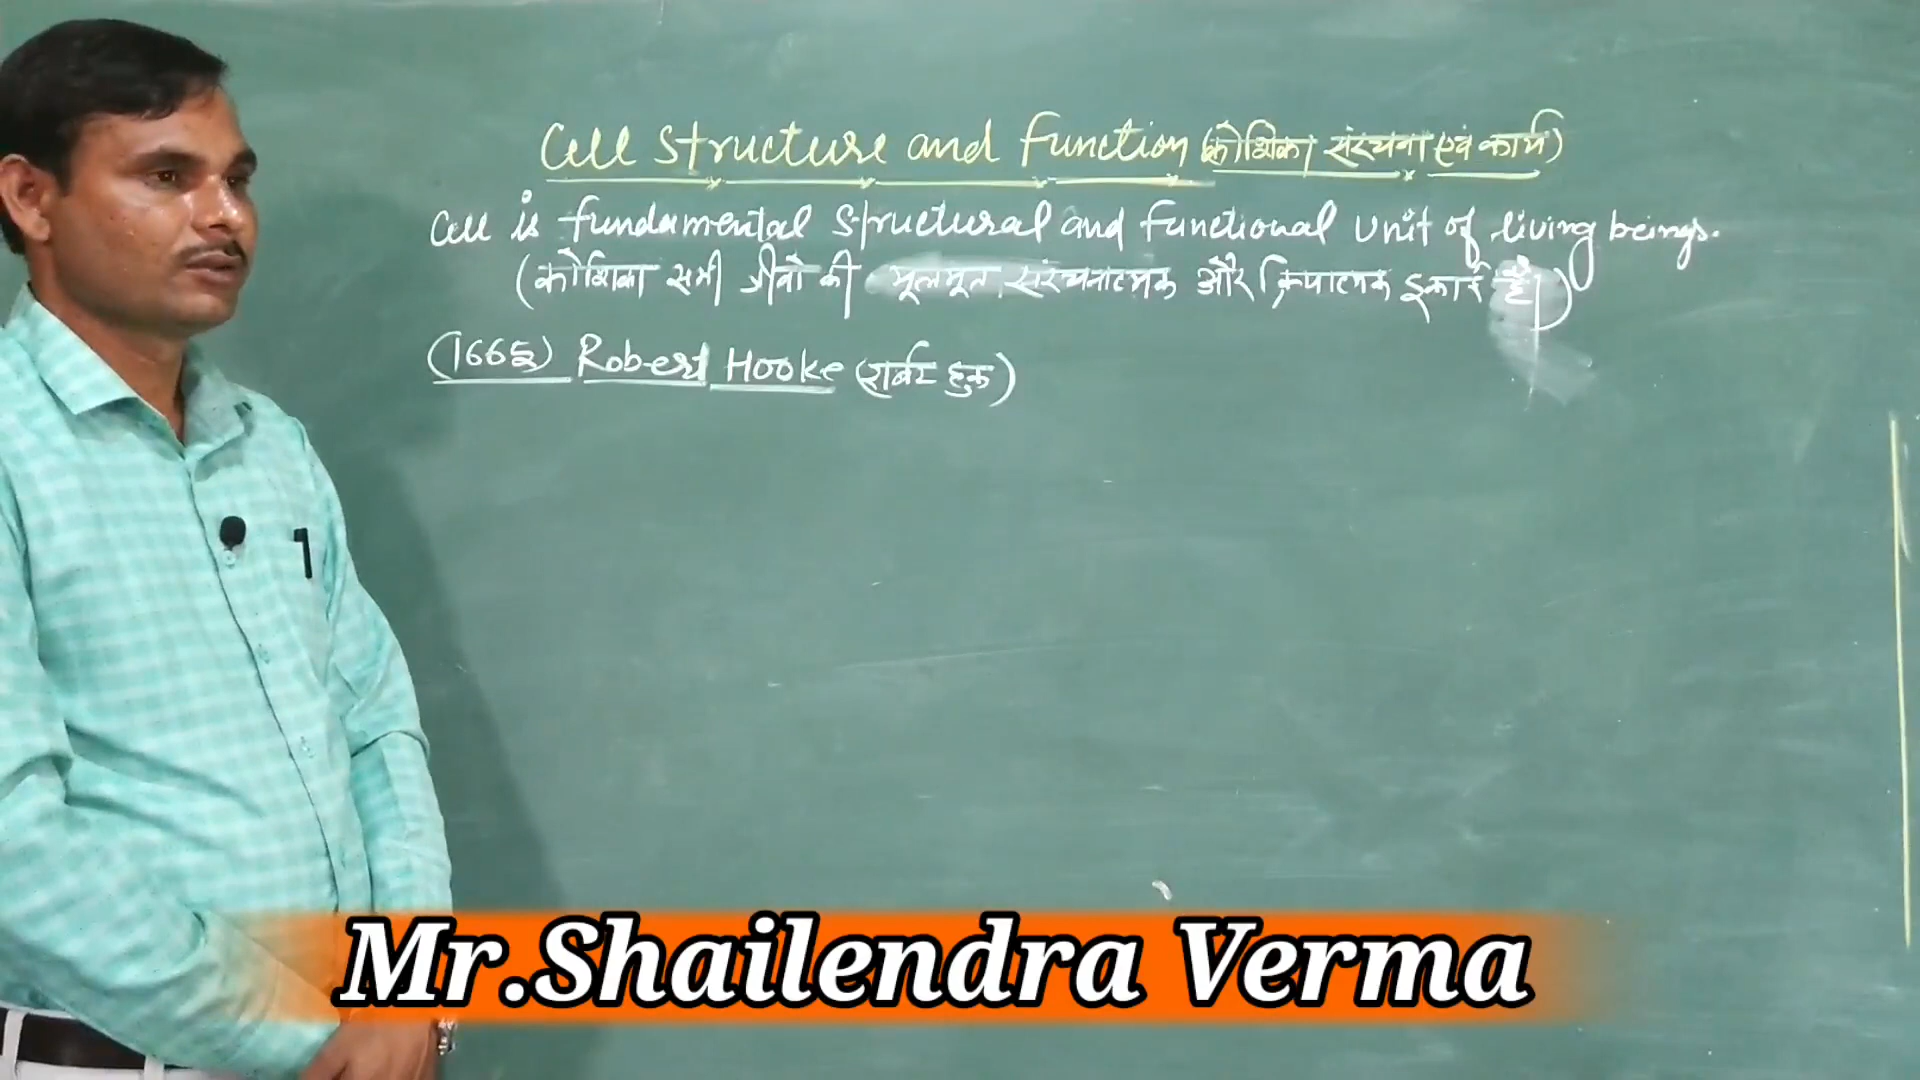 Cell Structure and Function (कोशिका संरचना एवं कार्य)
Cell is fundamental Structural and functional Unit of living beings.
(कोशिका सभी जीवो की मूलभूत संरचनात्मक और क्रियात्मक इकाई है|)
(1665) Robert Hooke (रार्बट हुक)
Mr.Shailendra Verma